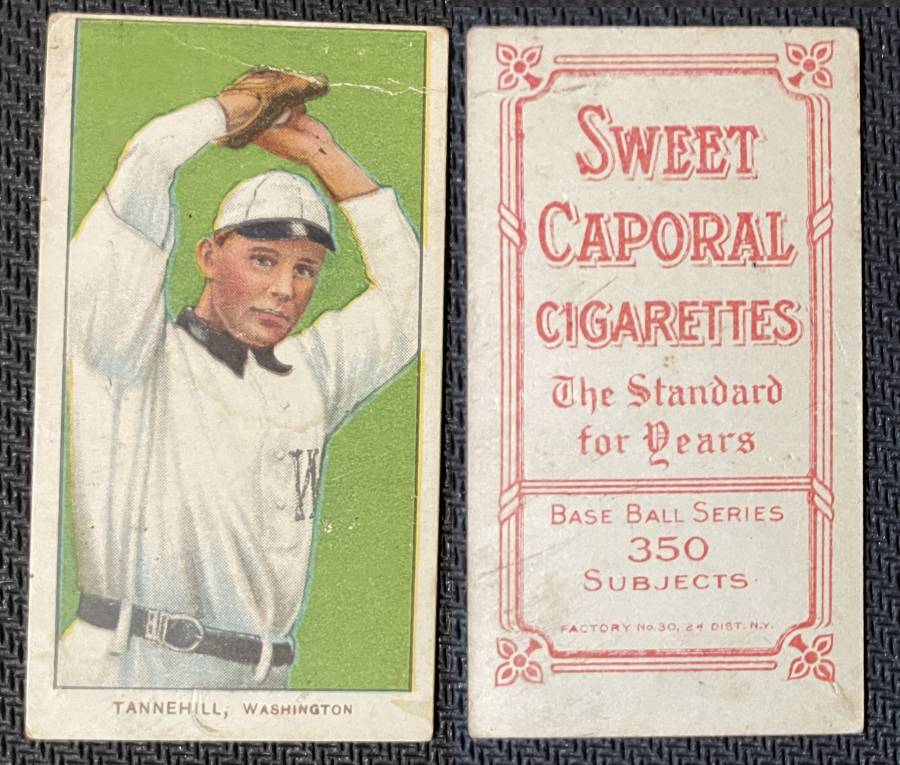 W
TANNEHILL, WASHINGTON
SWEET
CAPORAL
CIGARETTES
The Standard
for Years
BASE BALL SERIES
350
SUBJECTS
FACTORY No. 30, 2d DIST. N.Y.